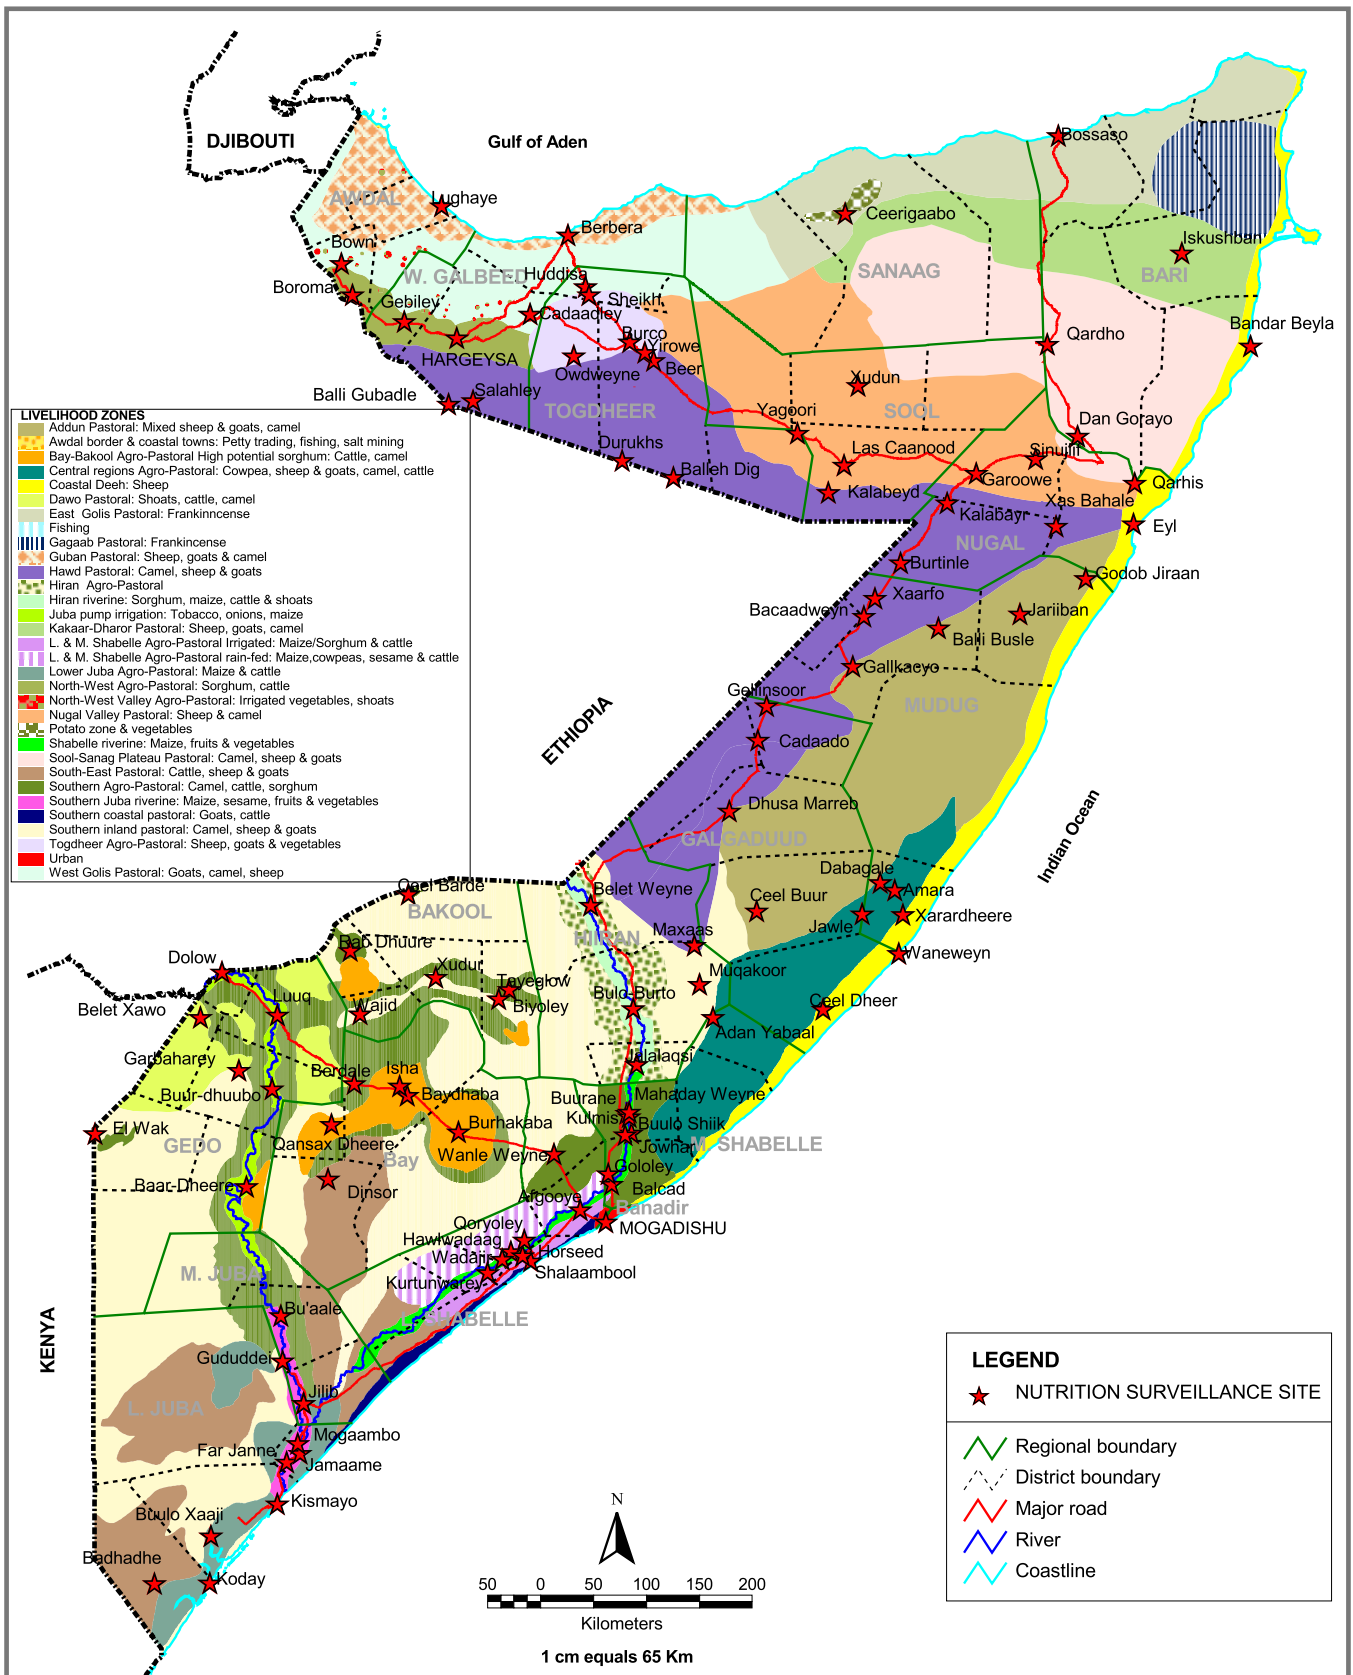 DJIBOUTI
Gulf of Aden
Bossaso
AWDAL
Lughaye
Ceerigaabo
Berbera
Bown
Iskushban
W. GALBEED
Huddisa
SANAAG
BARI
Boroma
Gebiley
Sheikh
Cadaadley
Bandar Beyla
Burco
Qardho
Yirowe
HARGEYSA
Beer
Owdweyne
Xudun
Balli Gubadle
Salahley
TOGDHEER
Yagoori
SOOL
Dan Gorayo
Durukhs
Las Caanood
Sinujiif
Balleh Dig
Garoowe
Qarhis
Kalabeyd
Xas Bahale
Kalabayr
Eyl
NUGAL
Burtinle
Godob Jiraan
Xaarfo
Bacaadweyn
Jariiban
Balli Busle
Gallkacyo
Gellinsoor
MUDUG
ETHIOPIA
Cadaado
Dhusa Marreb
GALGADUUD
Indian Ocean
LIVELIHOOD ZONES
Addun Pastoral: Mixed sheep & goats, camel
Awdal border & coastal towns: Petty trading, fishing, salt mining
Bay-Bakool Agro-Pastoral High potential sorghum: Cattle, camel
Central regions Agro-Pastoral: Cowpea, sheep & goats, camel, cattle
Coastal Deeh: Sheep
Dawo Pastoral: Shoats, cattle, camel
East Golis Pastoral: Frankinncense
Fishing
Gagaab Pastoral: Frankincense
Guban Pastoral: Sheep, goats & camel
Hawd Pastoral: Camel, sheep & goats
Hiran Agro-Pastoral
Hiran riverine: Sorghum, maize, cattle & shoats
Juba pump irrigation: Tobacco, onions, maize
Kakaar-Dharor Pastoral: Sheep, goats, camel
L. & M. Shabelle Agro-Pastoral Irrigated: Maize/Sorghum & cattle
L. & M. Shabelle Agro-Pastoral rain-fed: Maize,cowpeas, sesame & cattle
Lower Juba Agro-Pastoral: Maize & cattle
North-West Agro-Pastoral: Sorghum, cattle
North-West Valley Agro-Pastoral: Irrigated vegetables, shoats
Nugal Valley Pastoral: Sheep & camel
Potato zone & vegetables
Shabelle riverine: Maize, fruits & vegetables
Sool-Sanag Plateau Pastoral: Camel, sheep & goats
South-East Pastoral: Cattle, sheep & goats
Southern Agro-Pastoral: Camel, cattle, sorghum
Southern Juba riverine: Maize, sesame, fruits & vegetables
Southern coastal pastoral: Goats, cattle
Southern inland pastoral: Camel, sheep & goats
Togdheer Agro-Pastoral: Sheep, goats & vegetables
Urban
West Golis Pastoral: Goats, camel, sheep
Dabagale
Ceel Barde
Belet Weyne
Amara
Ceel Buur
BAKOOL
Jawle
Xarardheere
Maxaas
HIIRAN
Rab Dhuure
Waneweyn
Dolow
Xudur
Muqakoor
Tayeglow
Luuq
Bulo-Burto
Belet Xawo
Wajid
Biyoley
Ceel Dheer
Adan Yabaal
Garbaharey
Jalalaqsi
Isha
Berdale
Buur-dhuubo
Baydhaba
Buurane
Mahaday Weyne
El Wak
Burhakaba
Kulmis
Buulo Shiik
GEDO
Qansax Dheere
M. SHABELLE
Jowhar
Bay
Wanle Weyne
Gololey
Baar-Dheere
Dinsor
Balcad
Afgooye
Banadir
Qoryoley
MOGADISHU
Hawlwadaag
Horseed
Wadajir
M. JUBA
Shalaambool
Kurtunwarey
Bu'aale
L. SHABELLE
KENYA
Gududdei
Jilib
L. JUBA
Mogaambo
Far Janne
Jamaame
Kismayo
Buulo Xaaji
Badhadhe
Koday
LEGEND
NUTRITION SURVEILLANCE SITE
Regional boundary
District boundary
Major road
River
Coastline
N
50 0 50 100 150 200
Kilometers
1 cm equals 65 Km